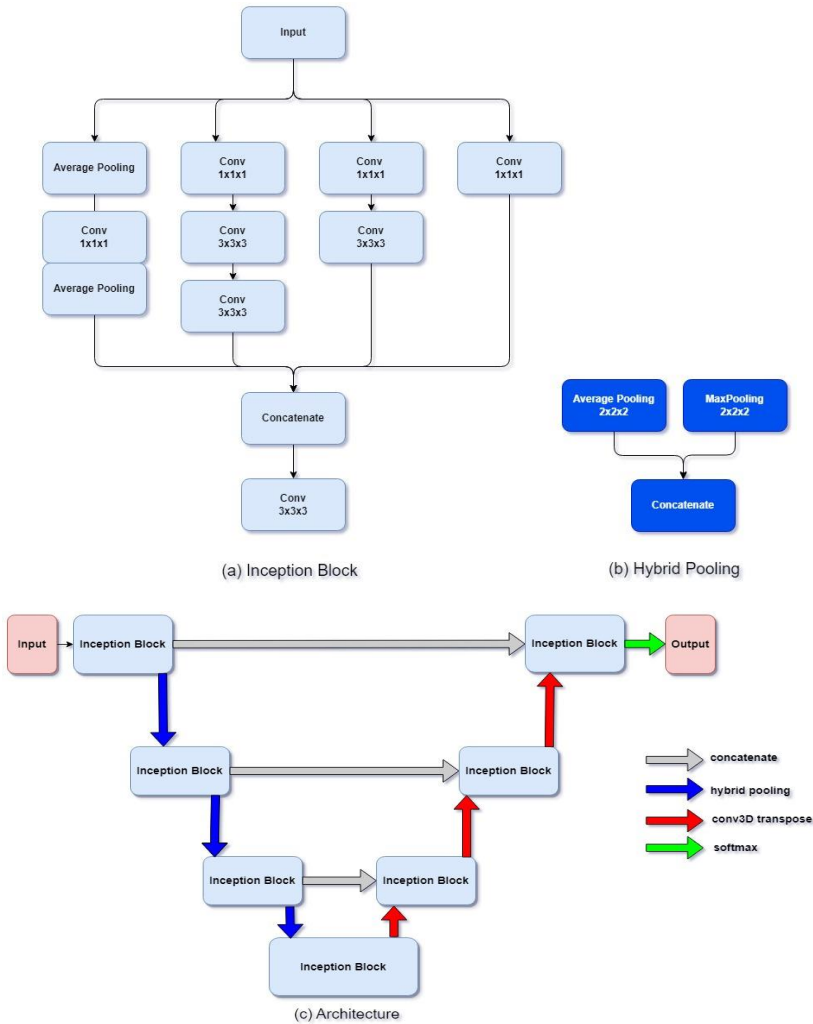 Input
Average Pooling
Conv
1x1x1
Conv
1x1x1
Conv
1x1x1
Conv
1x1x1
Conv
3x3x3
Conv
3x3x3
Average Pooling
Conv
3x3x3
Concatenate
Conv
3x3x3
(a) Inception Block
Average Pooling
2x2x2
MaxPooling
2x2x2
Concatenate
(b) Hybrid Pooling
Input
Inception Block
Inception Block
Output
Inception Block
Inception Block
Inception Block
Inception Block
Inception Block
concatenate
hybrid pooling
conv3D transpose
softmax
(c) Architecture